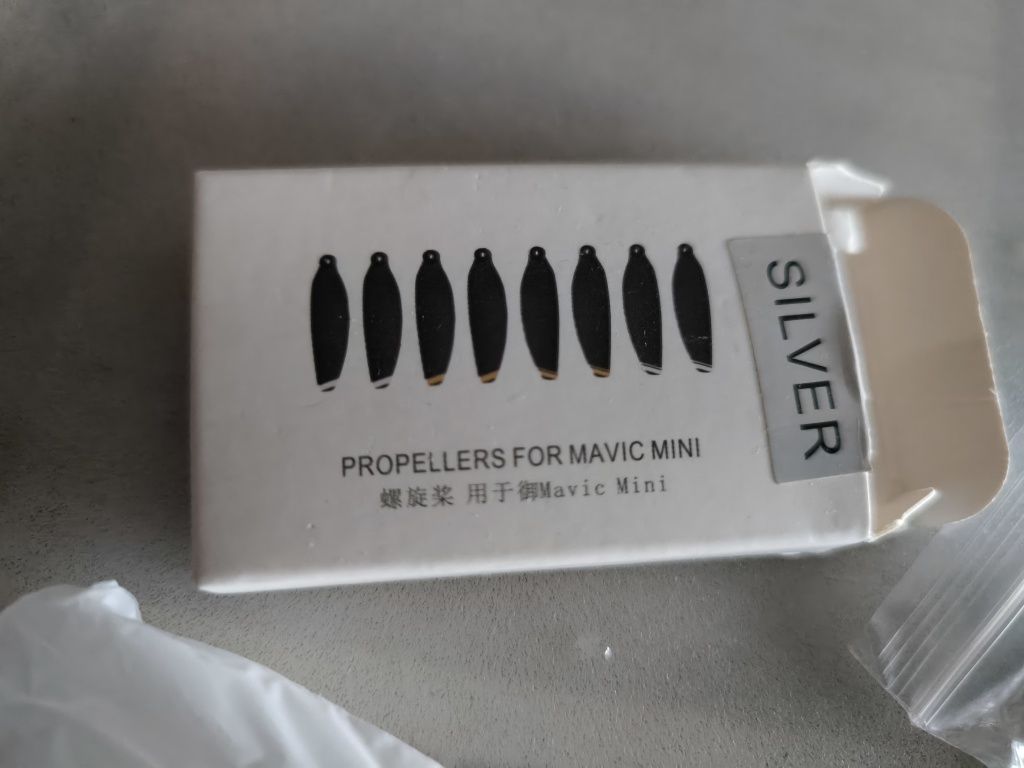 PROPELLERS FOR MAVIC MINI
螺旋桨 用于御Mavic Mini
SILVER